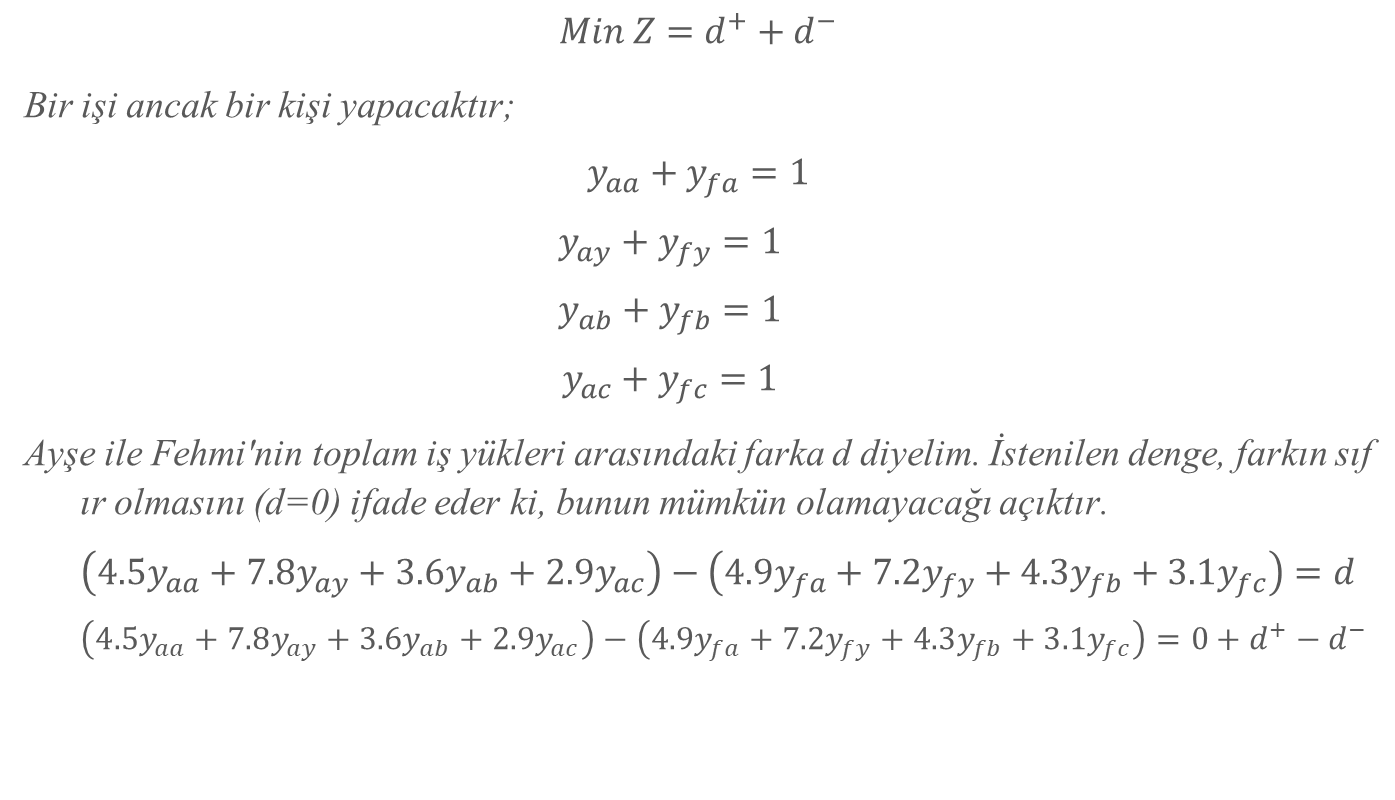 Min Z = d⁺ + d⁻
Bir işi ancak bir kişi yapacaktır;
y_aa + y_fa = 1
y_ay + y_fy = 1
y_ab + y_fb = 1
y_ac + y_fc = 1
Ayşe ile Fehmi'nin toplam iş yükleri arasındaki farka d diyelim. İstenilen denge, farkın sıf
ır olmasını (d=0) ifade eder ki, bunun mümkün olamayacağı açıktır.
(4.5y_aa + 7.8y_ay + 3.6y_ab + 2.9y_ac) − (4.9y_fa + 7.2y_fy + 4.3y_fb + 3.1y_fc) = d
(4.5y_aa + 7.8y_ay + 3.6y_ab + 2.9y_ac) − (4.9y_fa + 7.2y_fy + 4.3y_fb + 3.1y_fc) = 0 + d⁺ − d⁻